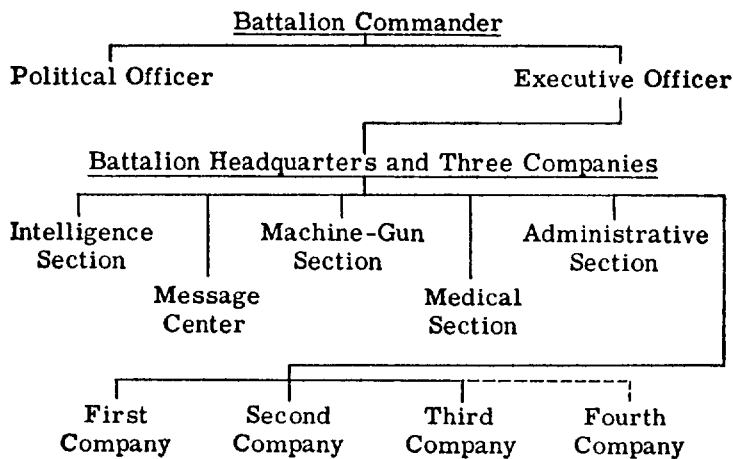 Battalion Commander
Political Officer
Executive Officer
Battalion Headquarters and Three Companies
Intelligence Section
Machine-Gun Section
Administrative Section
Message Center
Medical Section
First Company
Second Company
Third Company
Fourth Company